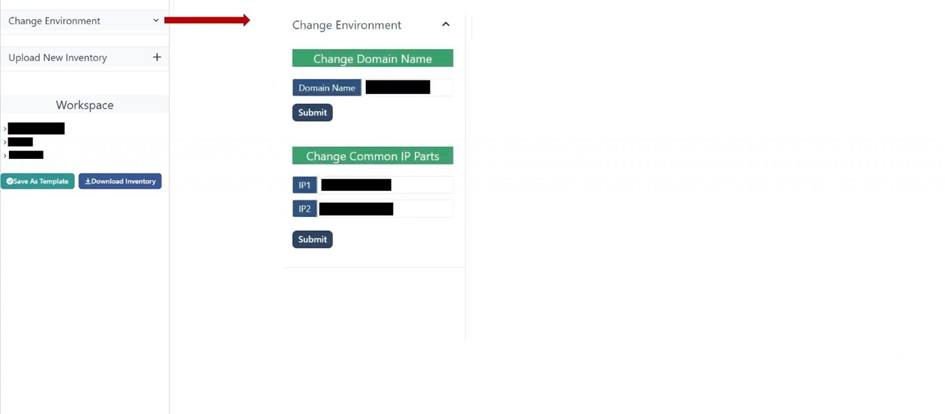 Change Environment
Upload New Inventory
Workspace
Save As Template
Download Inventory
Change Environment
Change Domain Name
Domain Name
Submit
Change Common IP Parts
IP1
IP2
Submit